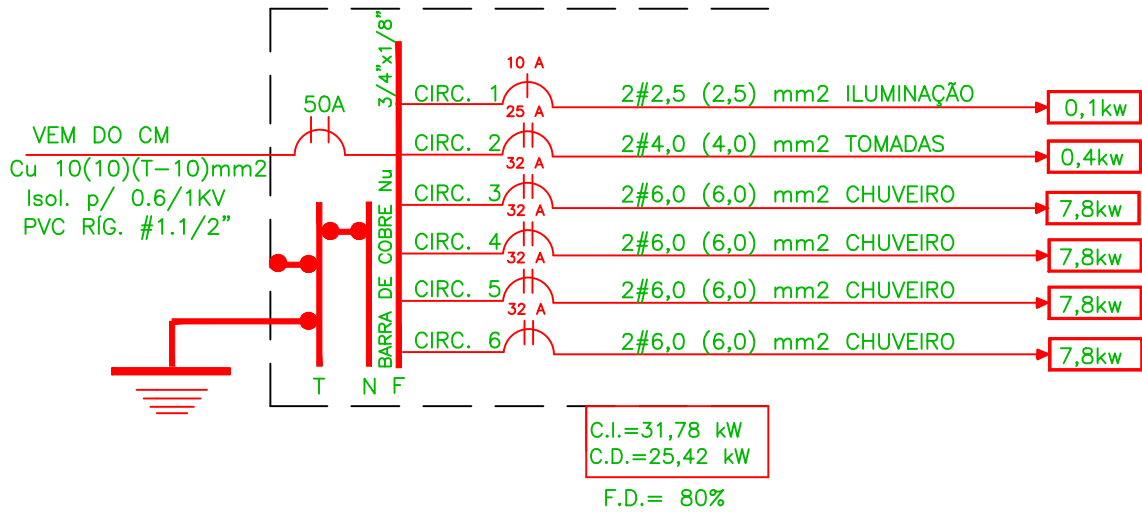 VEM DO CM
Cu 10(10)(T-10)mm2
Isol. p/ 0.6/1KV
PVC RÍG. #1.1/2"
50A
BARRA DE COBRE Nu 3/4"x1/8"
T N F
CIRC. 1 10 A 2#2,5 (2,5) mm2 ILUMINAÇÃO 0,1kw
CIRC. 2 25 A 2#4,0 (4,0) mm2 TOMADAS 0,4kw
CIRC. 3 32 A 2#6,0 (6,0) mm2 CHUVEIRO 7,8kw
CIRC. 4 32 A 2#6,0 (6,0) mm2 CHUVEIRO 7,8kw
CIRC. 5 32 A 2#6,0 (6,0) mm2 CHUVEIRO 7,8kw
CIRC. 6 32 A 2#6,0 (6,0) mm2 CHUVEIRO 7,8kw
C.I.=31,78 kW
C.D.=25,42 kW
F.D.= 80%